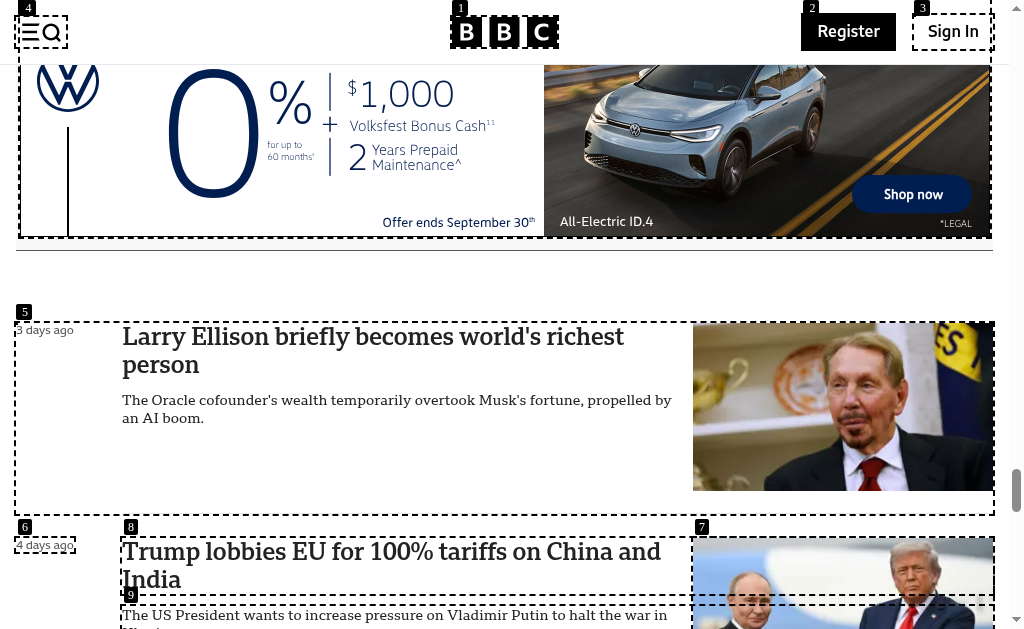 4
1
2
3
BBC
Register
Sign In
0%
for up to
60 months¹
+
$1,000
Volksfest Bonus Cash¹¹
2 Years Prepaid
Maintenance^
Offer ends September 30th
All-Electric ID.4
Shop now
*LEGAL
5
3 days ago
Larry Ellison briefly becomes world's richest
person
The Oracle cofounder's wealth temporarily overtook Musk's fortune, propelled by
an AI boom.
6
8
7
4 days ago
Trump lobbies EU for 100% tariffs on China and
India
9
The US President wants to increase pressure on Vladimir Putin to halt the war in